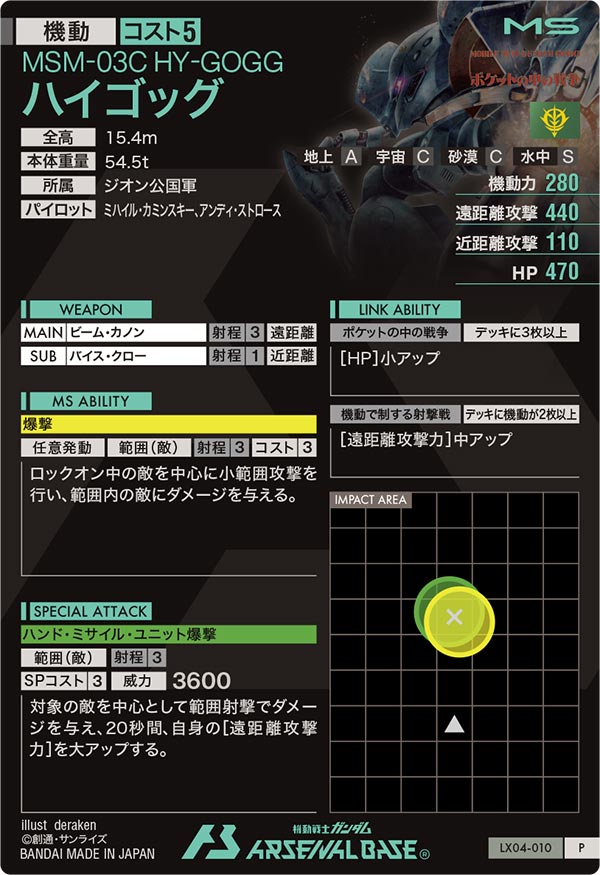 機動 コスト5
MS
MSM-03C HY-GOGG
ハイゴッグ
ポケットの中の戦争
全高 15.4m
本体重量 54.5t
所属 ジオン公国軍
パイロット ミハイル・カミンスキー、アンディ・ストロース
地上 A 宇宙 C 砂漠 C 水中 S
機動力 280
遠距離攻撃 440
近距離攻撃 110
HP 470
WEAPON
MAIN ビーム・カノン 射程 3 遠距離
SUB バイス・クロー 射程 1 近距離
MS ABILITY
爆撃
任意発動 範囲(敵) 射程 3 コスト 3
ロックオン中の敵を中心に小範囲攻撃を
行い、範囲内の敵にダメージを与える。
SPECIAL ATTACK
ハンド・ミサイル・ユニット爆撃
範囲(敵) 射程 3
SPコスト 3 威力 3600
対象の敵を中心として範囲射撃でダメー
ジを与え、20秒間、自身の[遠距離攻撃
力]を大アップする。
LINK ABILITY
ポケットの中の戦争 デッキに3枚以上
[HP]小アップ
機動で制する射撃戦 デッキに機動が2枚以上
[遠距離攻撃力]中アップ
IMPACT AREA
illust deraken
©創通・サンライズ
BANDAI MADE IN JAPAN
機動戦士ガンダム
ARSENAL BASE®
LX04-010 P